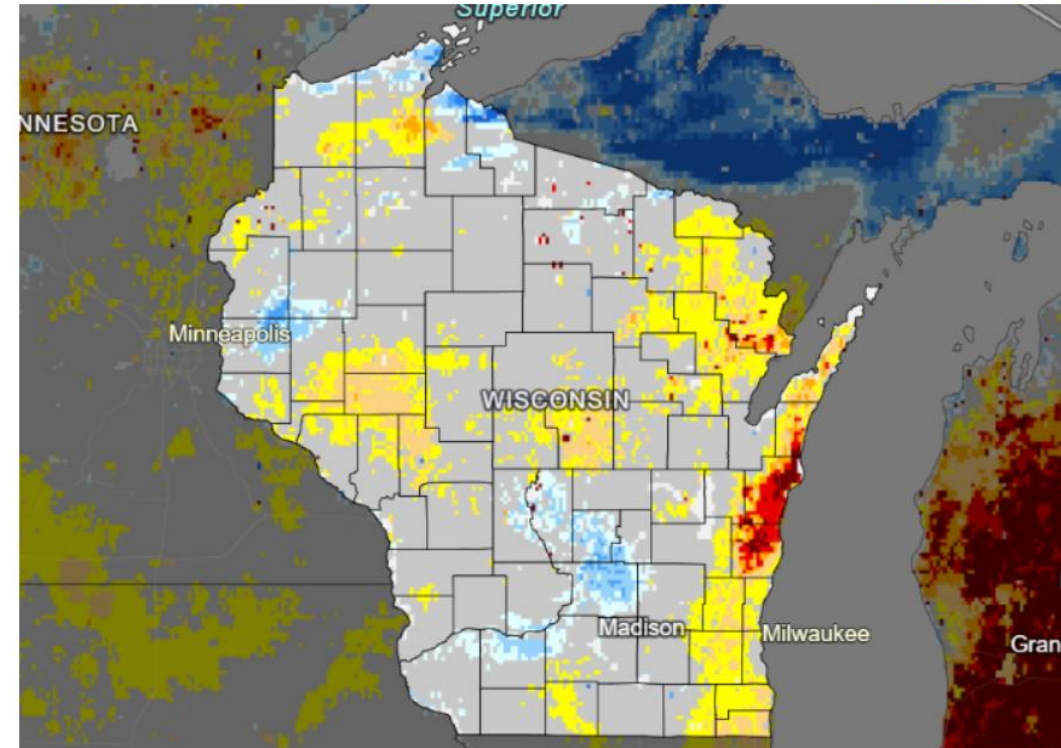 Superior
NNESOTA
Minneapolis
WISCONSIN
Madison
Milwaukee
Gran